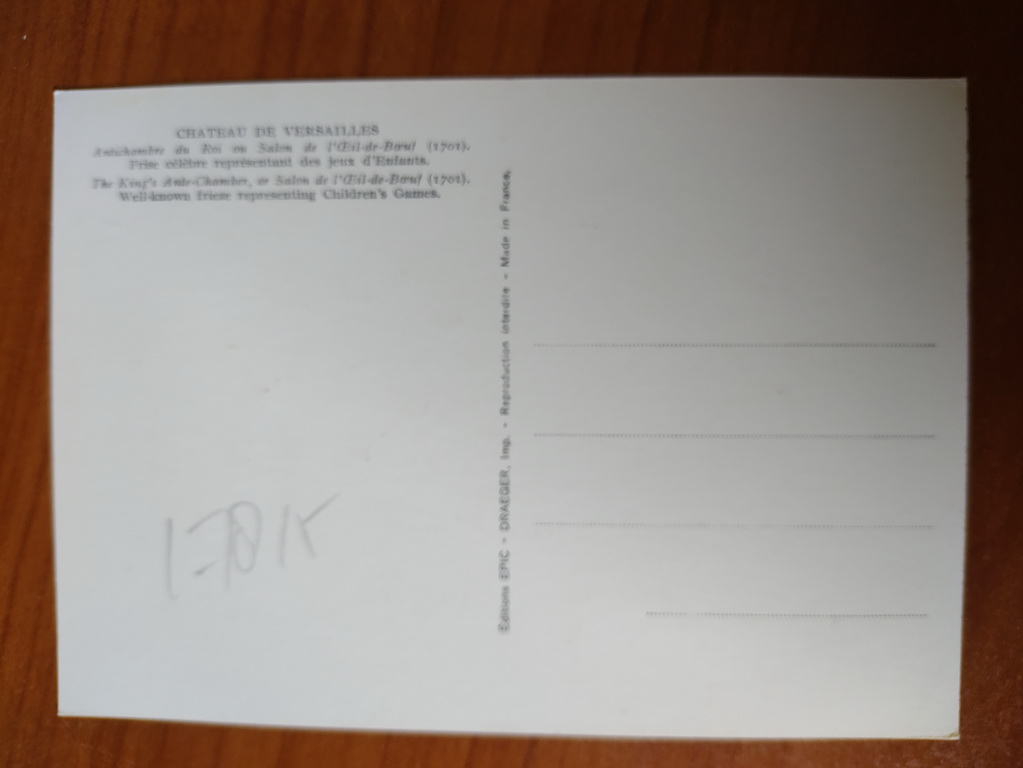 CHATEAU DE VERSAILLES
Antichambre du Roi ou Salon de l'Œil-de-Bœuf (1701).
Frise célèbre représentant des jeux d'Enfants.
The King's Ante-Chamber, or Salon de l'Œil-de-Bœuf (1701).
Well-known frieze representing Children's Games.
Editions EPIC - DRAEGER, Imp. - Reproduction interdite - Made in France.